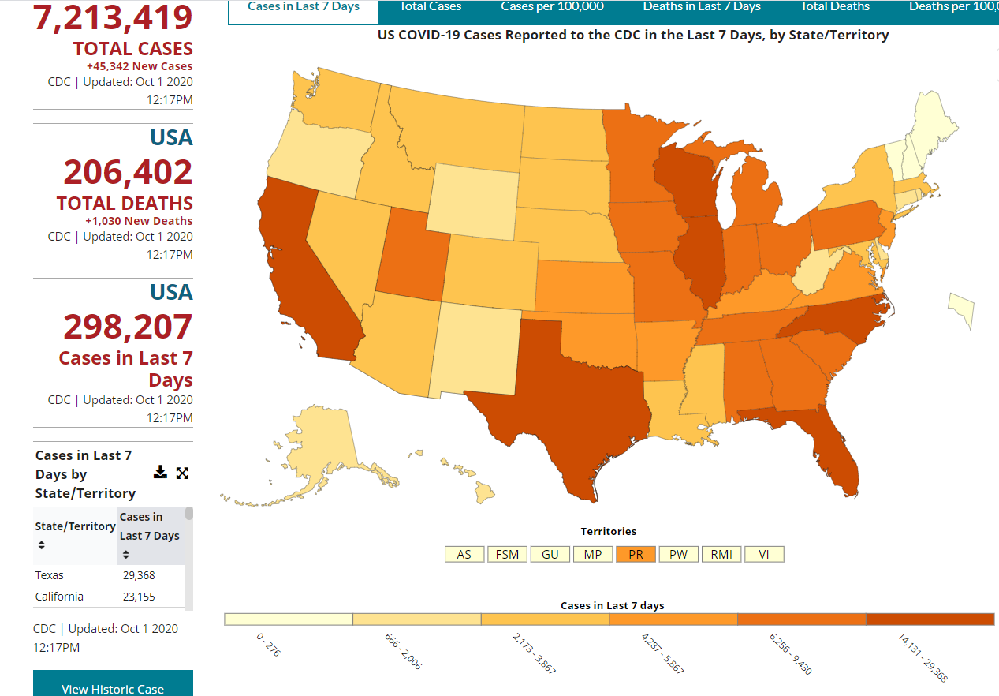 7,213,419
TOTAL CASES
+45,342 New Cases
CDC | Updated: Oct 1 2020
12:17PM
USA
206,402
TOTAL DEATHS
+1,030 New Deaths
CDC | Updated: Oct 1 2020
12:17PM
USA
298,207
Cases in Last 7
Days
CDC | Updated: Oct 1 2020
12:17PM
Cases in Last 7
Days by
State/Territory
State/Territory
Cases in
Last 7 Days
Texas 29,368
California 23,155
CDC | Updated: Oct 1 2020
12:17PM
View Historic Case
Cases in Last 7 Days Total Cases Cases per 100,000 Deaths in Last 7 Days Total Deaths Deaths per 100,0
US COVID-19 Cases Reported to the CDC in the Last 7 Days, by State/Territory
Territories
AS FSM GU MP PR PW RMI VI
Cases in Last 7 days
0 - 276
666 - 2,006
2,173 - 3,867
4,287 - 5,867
6,256 - 9,430
14,131 - 29,368